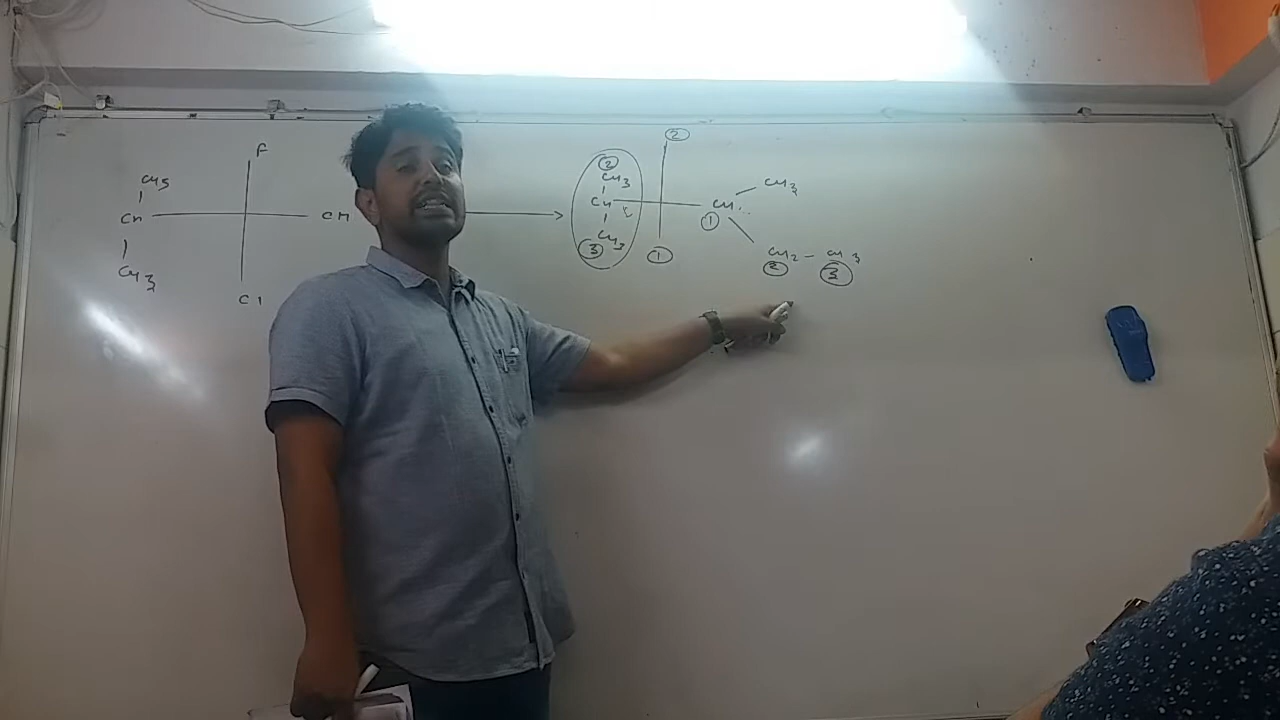 F
CH3
CH
CH
CH3
Cl
②
② CH3
CH
CH3 ③
①
CH
①
CH3
CH2 - CH3
② ③